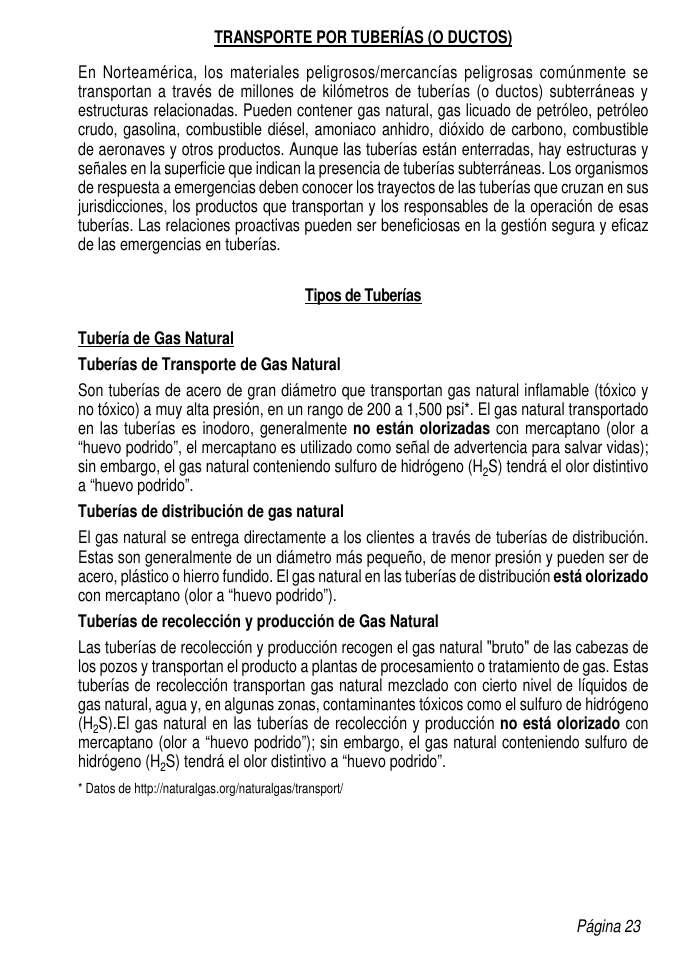 TRANSPORTE POR TUBERÍAS (O DUCTOS)
En Norteamérica, los materiales peligrosos/mercancías peligrosas comúnmente se
transportan a través de millones de kilómetros de tuberías (o ductos) subterráneas y
estructuras relacionadas. Pueden contener gas natural, gas licuado de petróleo, petróleo
crudo, gasolina, combustible diésel, amoniaco anhidro, dióxido de carbono, combustible
de aeronaves y otros productos. Aunque las tuberías están enterradas, hay estructuras y
señales en la superficie que indican la presencia de tuberías subterráneas. Los organismos
de respuesta a emergencias deben conocer los trayectos de las tuberías que cruzan en sus
jurisdicciones, los productos que transportan y los responsables de la operación de esas
tuberías. Las relaciones proactivas pueden ser beneficiosas en la gestión segura y eficaz
de las emergencias en tuberías.
Tipos de Tuberías
Tubería de Gas Natural
Tuberías de Transporte de Gas Natural
Son tuberías de acero de gran diámetro que transportan gas natural inflamable (tóxico y
no tóxico) a muy alta presión, en un rango de 200 a 1,500 psi*. El gas natural transportado
en las tuberías es inodoro, generalmente no están olorizadas con mercaptano (olor a
“huevo podrido”, el mercaptano es utilizado como señal de advertencia para salvar vidas);
sin embargo, el gas natural conteniendo sulfuro de hidrógeno (H₂S) tendrá el olor distintivo
a “huevo podrido”.
Tuberías de distribución de gas natural
El gas natural se entrega directamente a los clientes a través de tuberías de distribución.
Estas son generalmente de un diámetro más pequeño, de menor presión y pueden ser de
acero, plástico o hierro fundido. El gas natural en las tuberías de distribución está olorizado
con mercaptano (olor a “huevo podrido”).
Tuberías de recolección y producción de Gas Natural
Las tuberías de recolección y producción recogen el gas natural "bruto" de las cabezas de
los pozos y transportan el producto a plantas de procesamiento o tratamiento de gas. Estas
tuberías de recolección transportan gas natural mezclado con cierto nivel de líquidos de
gas natural, agua y, en algunas zonas, contaminantes tóxicos como el sulfuro de hidrógeno
(H₂S).El gas natural en las tuberías de recolección y producción no está olorizado con
mercaptano (olor a “huevo podrido”); sin embargo, el gas natural conteniendo sulfuro de
hidrógeno (H₂S) tendrá el olor distintivo a “huevo podrido”.
* Datos de http://naturalgas.org/naturalgas/transport/
Página 23